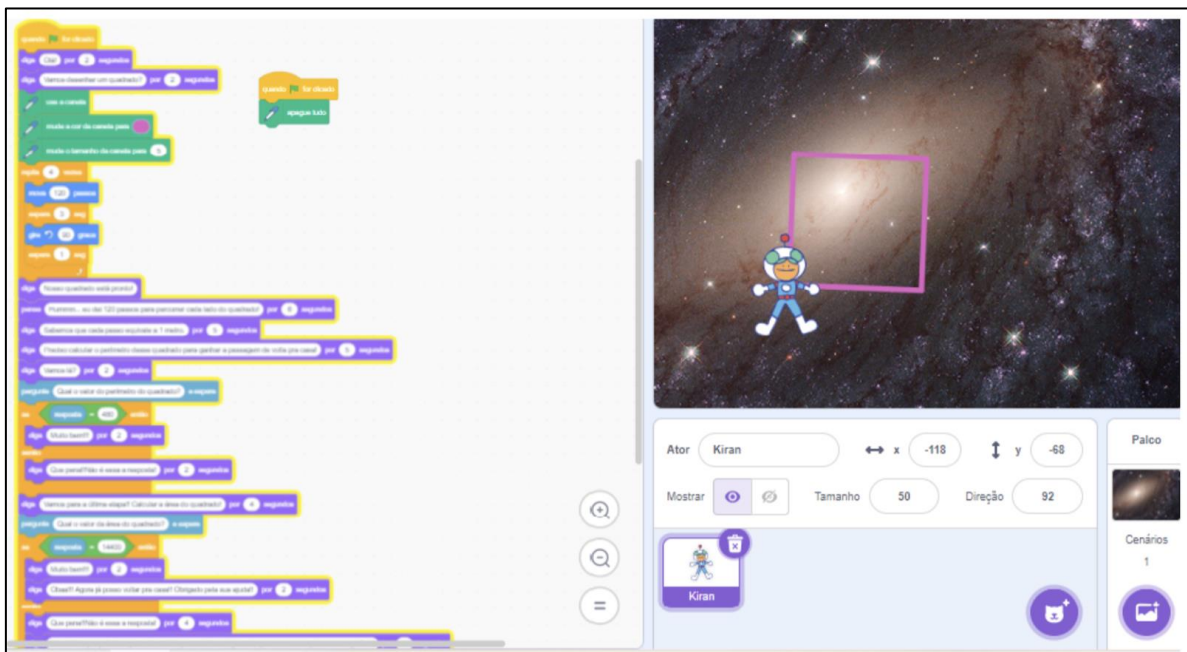 quando for clicado
diga Olá! por 2 segundos
diga Vamos desenhar um quadrado? por 2 segundos
use a caneta
mude a cor da caneta para
mude o tamanho da caneta para 5
repita 4 vezes
mova 120 passos
espere 3 seg
gire 90 graus
espere 1 seg
diga Nosso quadrado está pronto!
pense Hummm... eu dei 120 passos para percorrer cada lado do quadrado! por 6 segundos
diga Sabemos que cada passo equivale a 1 metro. por 5 segundos
diga Preciso calcular o perímetro desse quadrado para ganhar a passagem de volta pra casa! por 5 segundos
diga Vamos lá? por 2 segundos
pergunte Qual o valor do perímetro do quadrado? e espere
se resposta = 480 então
diga Muito bem!!! por 2 segundos
senão
diga Que pena!!!Não é essa a resposta! por 2 segundos
diga Vamos para a última etapa!! Calcular a área do quadrado! por 4 segundos
pergunte Qual o valor da área do quadrado? e espere
se resposta = 14400 então
diga Muito bem!!! por 2 segundos
diga Obaa!!! Agora já posso voltar pra casa!! Obrigado pela sua ajuda!! por 2 segundos
senão
diga Que pena!!!Não é essa a resposta! por 4 segundos
quando for clicado
apague tudo
Ator Kiran x -118 y -68
Mostrar Tamanho 50 Direção 92
Kiran
Palco
Cenários
1